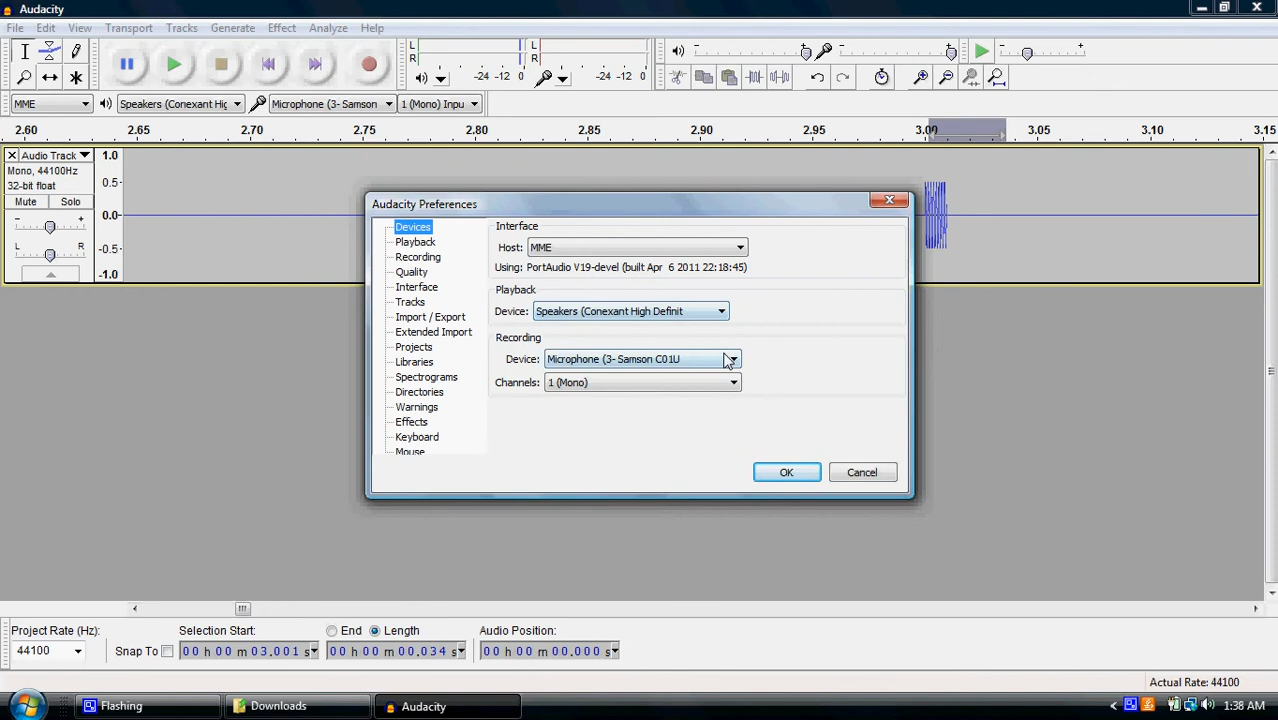 Audacity
File Edit View Transport Tracks Generate Effect Analyze Help
L
R
-24 -12 0
L
R
-24 -12 0
MME
Speakers (Conexant Hig
Microphone (3- Samson
1 (Mono) Inpu
2.60 2.65 2.70 2.75 2.80 2.85 2.90 2.95 3.00 3.05 3.10 3.15
Audio Track
Mono, 44100Hz
32-bit float
Mute Solo
- +
L R
1.0
0.5
0.0
-0.5
-1.0
Audacity Preferences
Devices
Playback
Recording
Quality
Interface
Tracks
Import / Export
Extended Import
Projects
Libraries
Spectrograms
Directories
Warnings
Effects
Keyboard
Mouse
Interface
Host: MME
Using: PortAudio V19-devel (built Apr 6 2011 22:18:45)
Playback
Device: Speakers (Conexant High Definit
Recording
Device: Microphone (3- Samson C01U
Channels: 1 (Mono)
OK Cancel
Project Rate (Hz):
44100
Snap To
Selection Start:
00 h 00 m 03.001 s
End Length
00 h 00 m 00.034 s
Audio Position:
00 h 00 m 00.000 s
Actual Rate: 44100
Flashing
Downloads
Audacity
1:38 AM